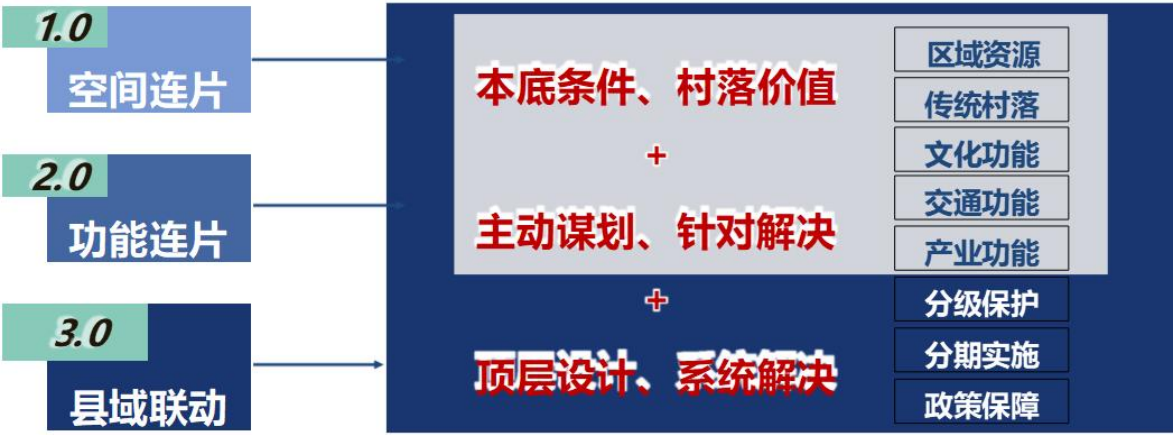 1.0
空间连片
2.0
功能连片
3.0
县域联动
本底条件、村落价值
+
主动谋划、针对解决
+
顶层设计、系统解决
区域资源
传统村落
文化功能
交通功能
产业功能
分级保护
分期实施
政策保障